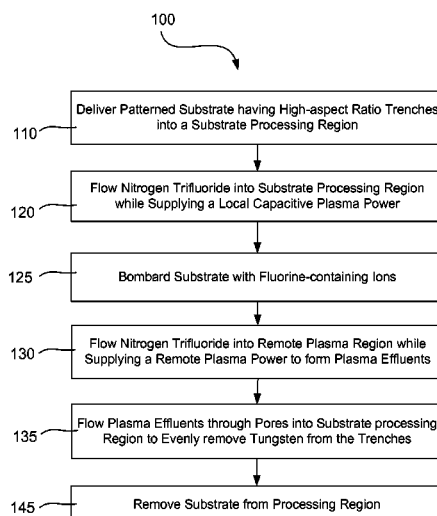 100
110
Deliver Patterned Substrate having High-aspect Ratio Trenches
into a Substrate Processing Region
120
Flow Nitrogen Trifluoride into Substrate Processing Region
while Supplying a Local Capacitive Plasma Power
125
Bombard Substrate with Fluorine-containing Ions
130
Flow Nitrogen Trifluoride into Remote Plasma Region while
Supplying a Remote Plasma Power to form Plasma Effluents
135
Flow Plasma Effluents through Pores into Substrate processing
Region to Evenly remove Tungsten from the Trenches
145
Remove Substrate from Processing Region